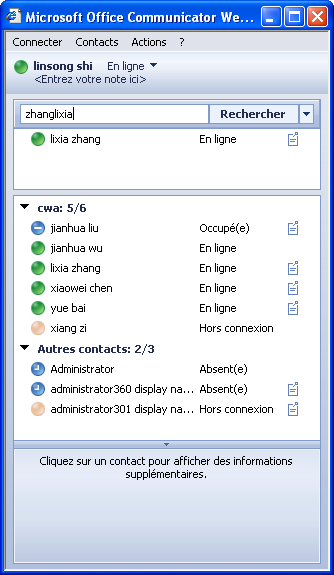 Microsoft Office Communicator We...
Connecter Contacts Actions ?
linsong shi En ligne
<Entrez votre note ici>
zhanglixia Rechercher
lixia zhang En ligne
cwa: 5/6
jianhua liu Occupé(e)
jianhua wu En ligne
lixia zhang En ligne
xiaowei chen En ligne
yue bai En ligne
xiang zi Hors connexion
Autres contacts: 2/3
Administrator Absent(e)
administrator360 display na... Absent(e)
administrator301 display na... Hors connexion
Cliquez sur un contact pour afficher des informations
supplémentaires.